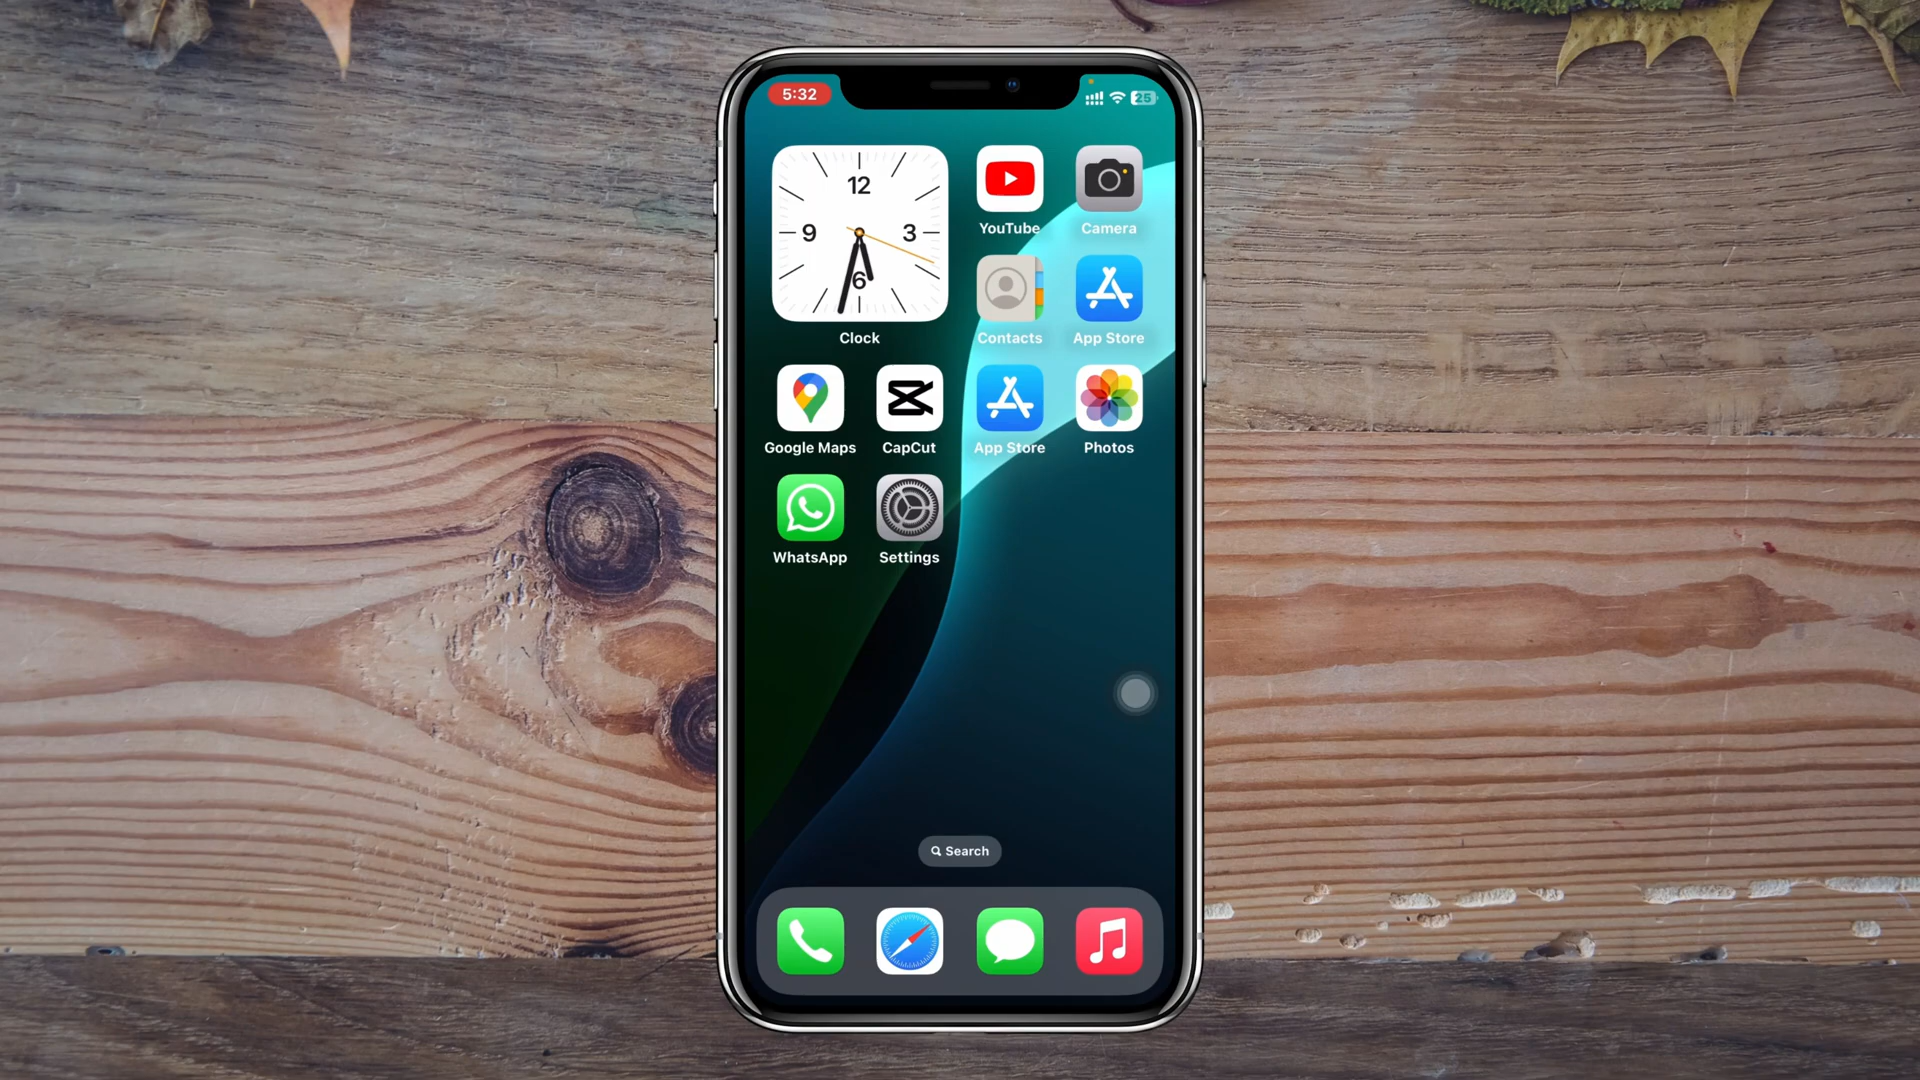 5:32
25
12
9
3
6
Clock
YouTube
Camera
Contacts
App Store
Google Maps
CapCut
App Store
Photos
WhatsApp
Settings
Search